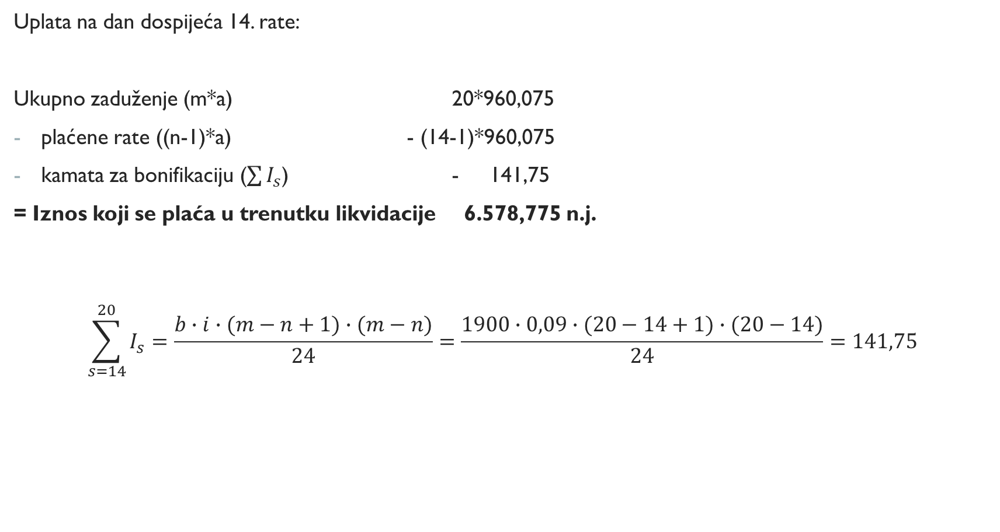 Uplata na dan dospijeća 14. rate:
Ukupno zaduženje (m*a) 20*960,075
- plaćene rate ((n-1)*a) - (14-1)*960,075
- kamata za bonifikaciju (∑ I_s) - 141,75
= Iznos koji se plaća u trenutku likvidacije 6.578,775 n.j.
∑_{s=14}^{20} I_s = \frac{b · i · (m − n + 1) · (m − n)}{24} = \frac{1900 · 0,09 · (20 − 14 + 1) · (20 − 14)}{24} = 141,75